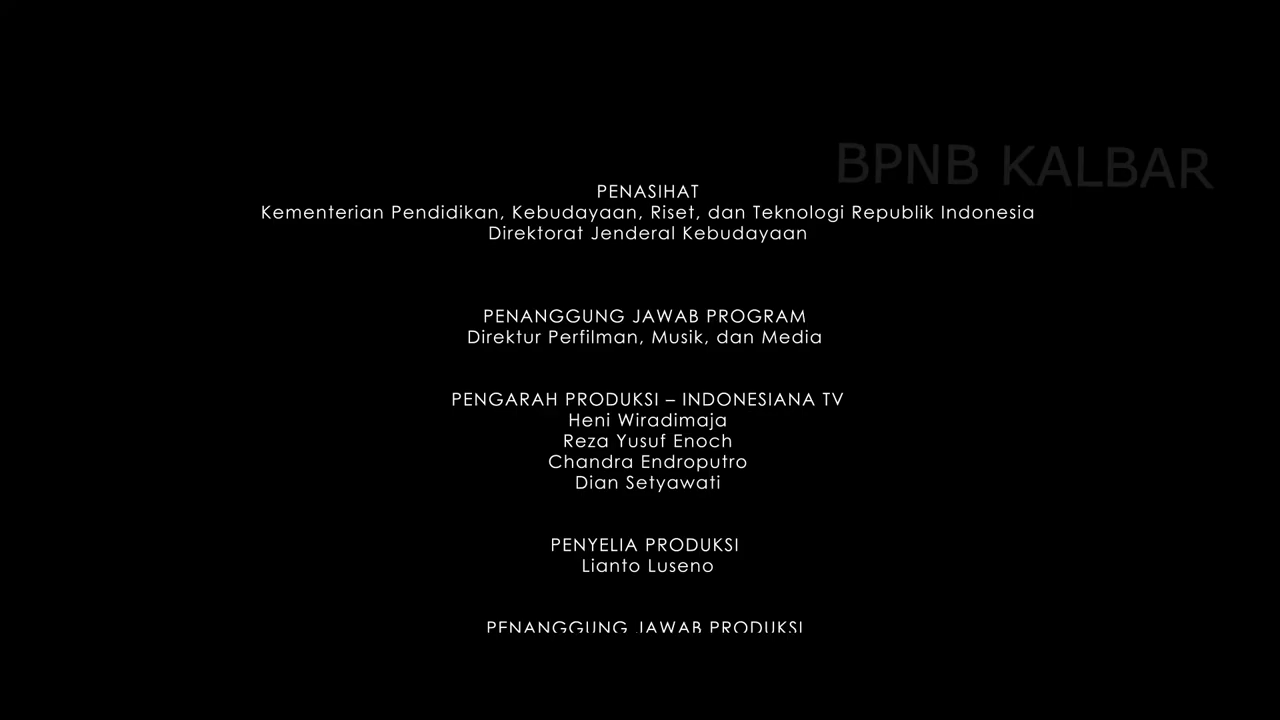 BPNB KALBAR
PENASIHAT
Kementerian Pendidikan, Kebudayaan, Riset, dan Teknologi Republik Indonesia
Direktorat Jenderal Kebudayaan
PENANGGUNG JAWAB PROGRAM
Direktur Perfilman, Musik, dan Media
PENGARAH PRODUKSI – INDONESIANA TV
Heni Wiradimaja
Reza Yusuf Enoch
Chandra Endroputro
Dian Setyawati
PENYELIA PRODUKSI
Lianto Luseno
PENANGGUNG JAWAB PRODUKSI